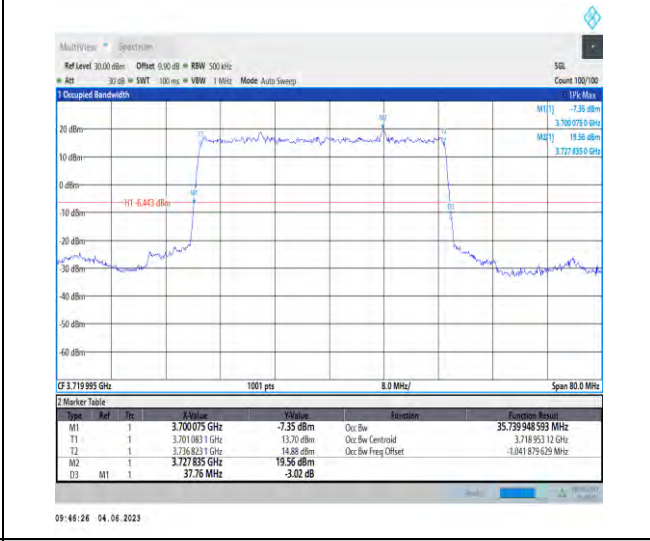 MultiView Spectrum
Ref Level 30.00 dBm Offset 9.90 dB RBW 500 kHz SGL
Att 30 dB SWT 100 ms VBW 1 MHz Mode Auto Sweep Count 100/100
1 Occupied Bandwidth 1Pk Max
M1[1] -7.35 dBm
3.700 075 0 GHz
M2[1] 19.56 dBm
3.727 835 0 GHz
M2
20 dBm
T1 T2
10 dBm
0 dBm
M1
H1 -6.443 dBm
D3
-10 dBm
-20 dBm
-30 dBm
-40 dBm
-50 dBm
-60 dBm
CF 3.719 995 GHz 1001 pts 8.0 MHz/ Span 80.0 MHz
2 Marker Table
Type Ref Trc X-Value Y-Value Function Function Result
M1 1 3.700 075 GHz -7.35 dBm Occ Bw 35.739 948 593 MHz
T1 1 3.701 083 1 GHz 13.70 dBm Occ Bw Centroid 3.718 953 12 GHz
T2 1 3.736 823 1 GHz 14.88 dBm Occ Bw Freq Offset -1.041 879 629 MHz
M2 1 3.727 835 GHz 19.56 dBm
D3 M1 1 37.76 MHz -3.02 dB
09:46:26 04.06.2023